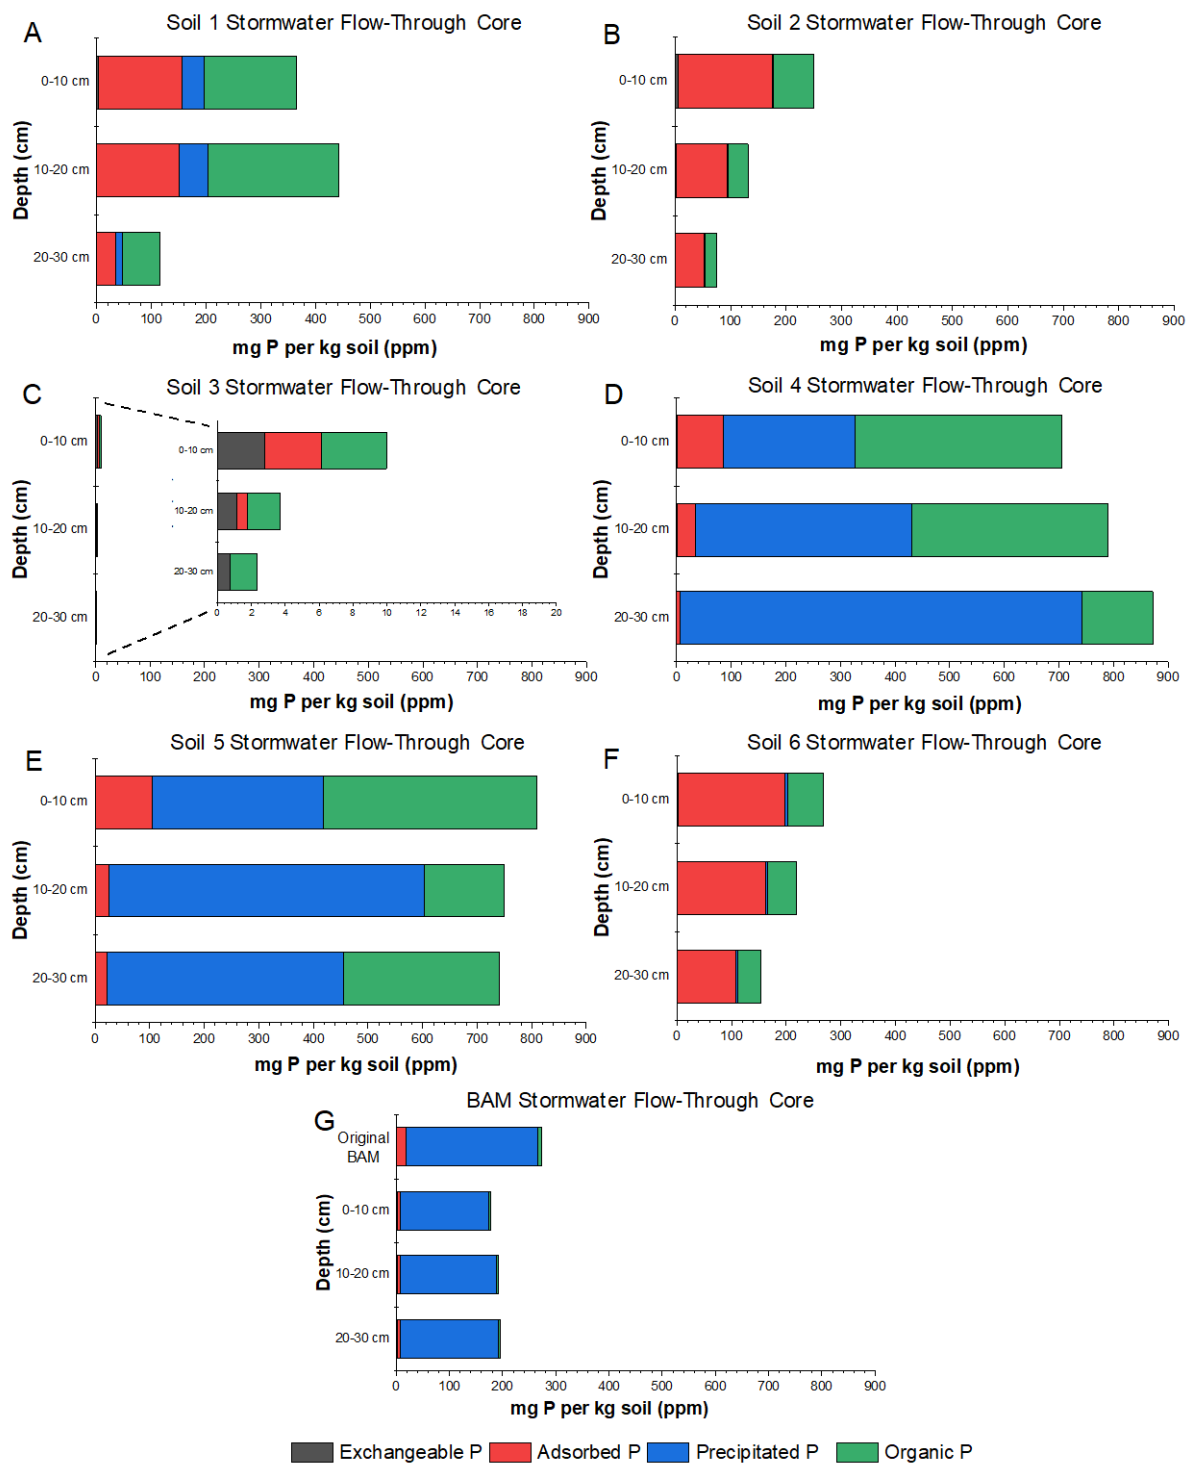 A
Soil 1 Stormwater Flow-Through Core
Depth (cm)
0-10 cm
10-20 cm
20-30 cm
0 100 200 300 400 500 600 700 800 900
mg P per kg soil (ppm)
B
Soil 2 Stormwater Flow-Through Core
Depth (cm)
0-10 cm
10-20 cm
20-30 cm
0 100 200 300 400 500 600 700 800 900
mg P per kg soil (ppm)
C
Soil 3 Stormwater Flow-Through Core
Depth (cm)
0-10 cm
10-20 cm
20-30 cm
0-10 cm
10-20 cm
20-30 cm
0 2 4 6 8 10 12 14 16 18 20
0 100 200 300 400 500 600 700 800 900
mg P per kg soil (ppm)
D
Soil 4 Stormwater Flow-Through Core
Depth (cm)
0-10 cm
10-20 cm
20-30 cm
0 100 200 300 400 500 600 700 800 900
mg P per kg soil (ppm)
E
Soil 5 Stormwater Flow-Through Core
Depth (cm)
0-10 cm
10-20 cm
20-30 cm
0 100 200 300 400 500 600 700 800 900
mg P per kg soil (ppm)
F
Soil 6 Stormwater Flow-Through Core
Depth (cm)
0-10 cm
10-20 cm
20-30 cm
0 100 200 300 400 500 600 700 800 900
mg P per kg soil (ppm)
G
BAM Stormwater Flow-Through Core
Depth (cm)
Original
BAM
0-10 cm
10-20 cm
20-30 cm
0 100 200 300 400 500 600 700 800 900
mg P per kg soil (ppm)
Exchangeable P Adsorbed P Precipitated P Organic P